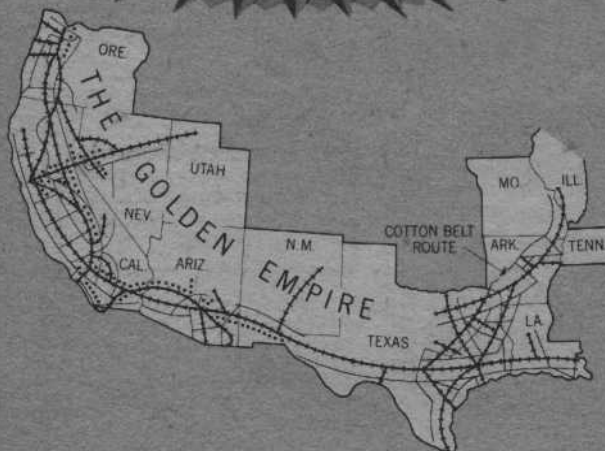 ORE.
THE GOLDEN EMPIRE
UTAH
NEV.
CAL.
ARIZ.
N.M.
TEXAS
COTTON BELT
ROUTE
MO.
ILL.
ARK.
TENN.
LA.